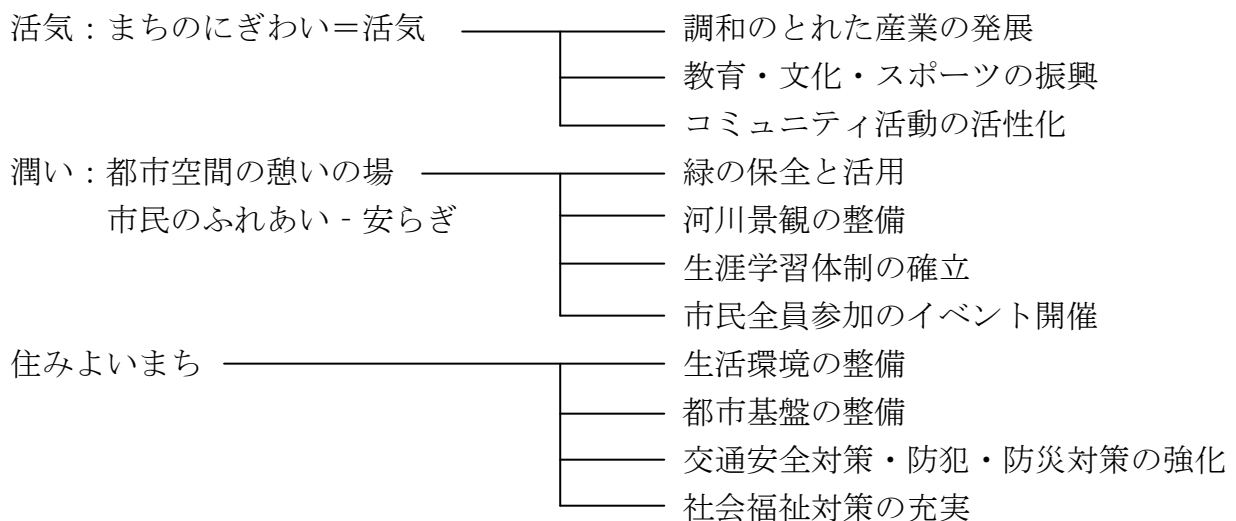 活気：まちのにぎわい＝活気 調和のとれた産業の発展
教育・文化・スポーツの振興
コミュニティ活動の活性化
潤い：都市空間の憩いの場 緑の保全と活用
市民のふれあい‐安らぎ 河川景観の整備
生涯学習体制の確立
市民全員参加のイベント開催
住みよいまち 生活環境の整備
都市基盤の整備
交通安全対策・防犯・防災対策の強化
社会福祉対策の充実